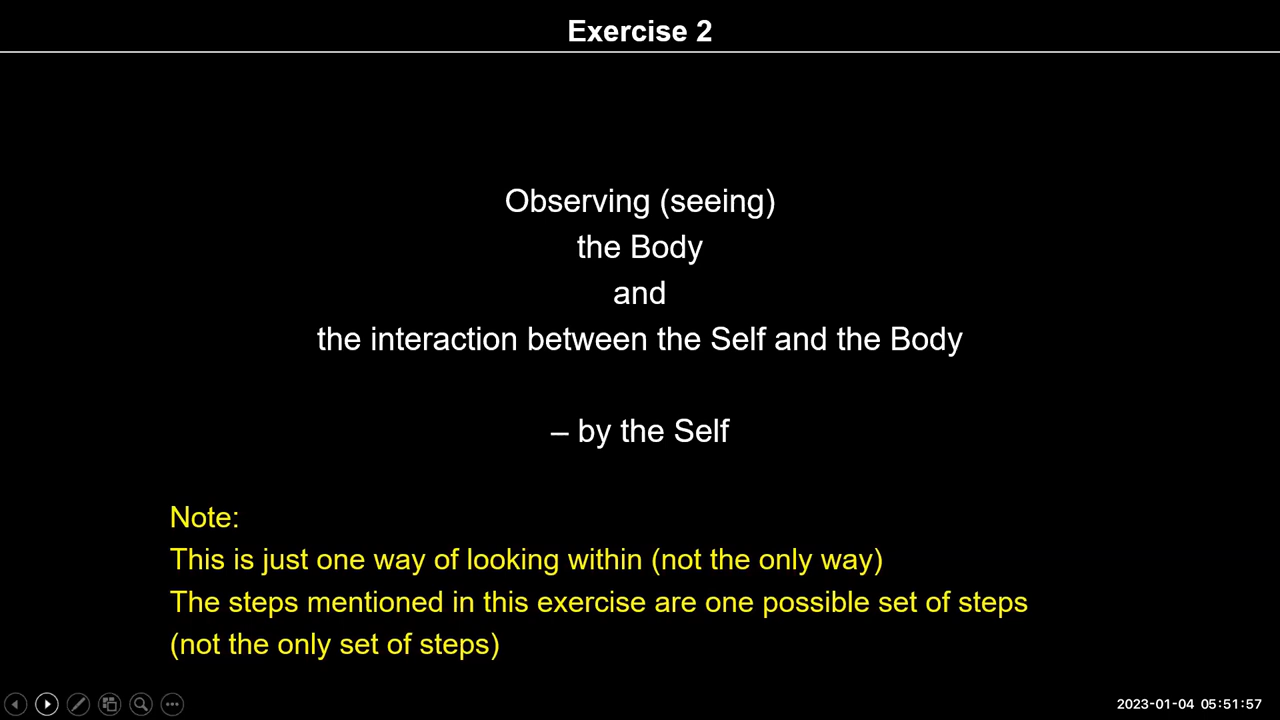 Exercise 2
Observing (seeing)
the Body
and
the interaction between the Self and the Body
– by the Self
Note:
This is just one way of looking within (not the only way)
The steps mentioned in this exercise are one possible set of steps
(not the only set of steps)
2023-01-04 05:51:57